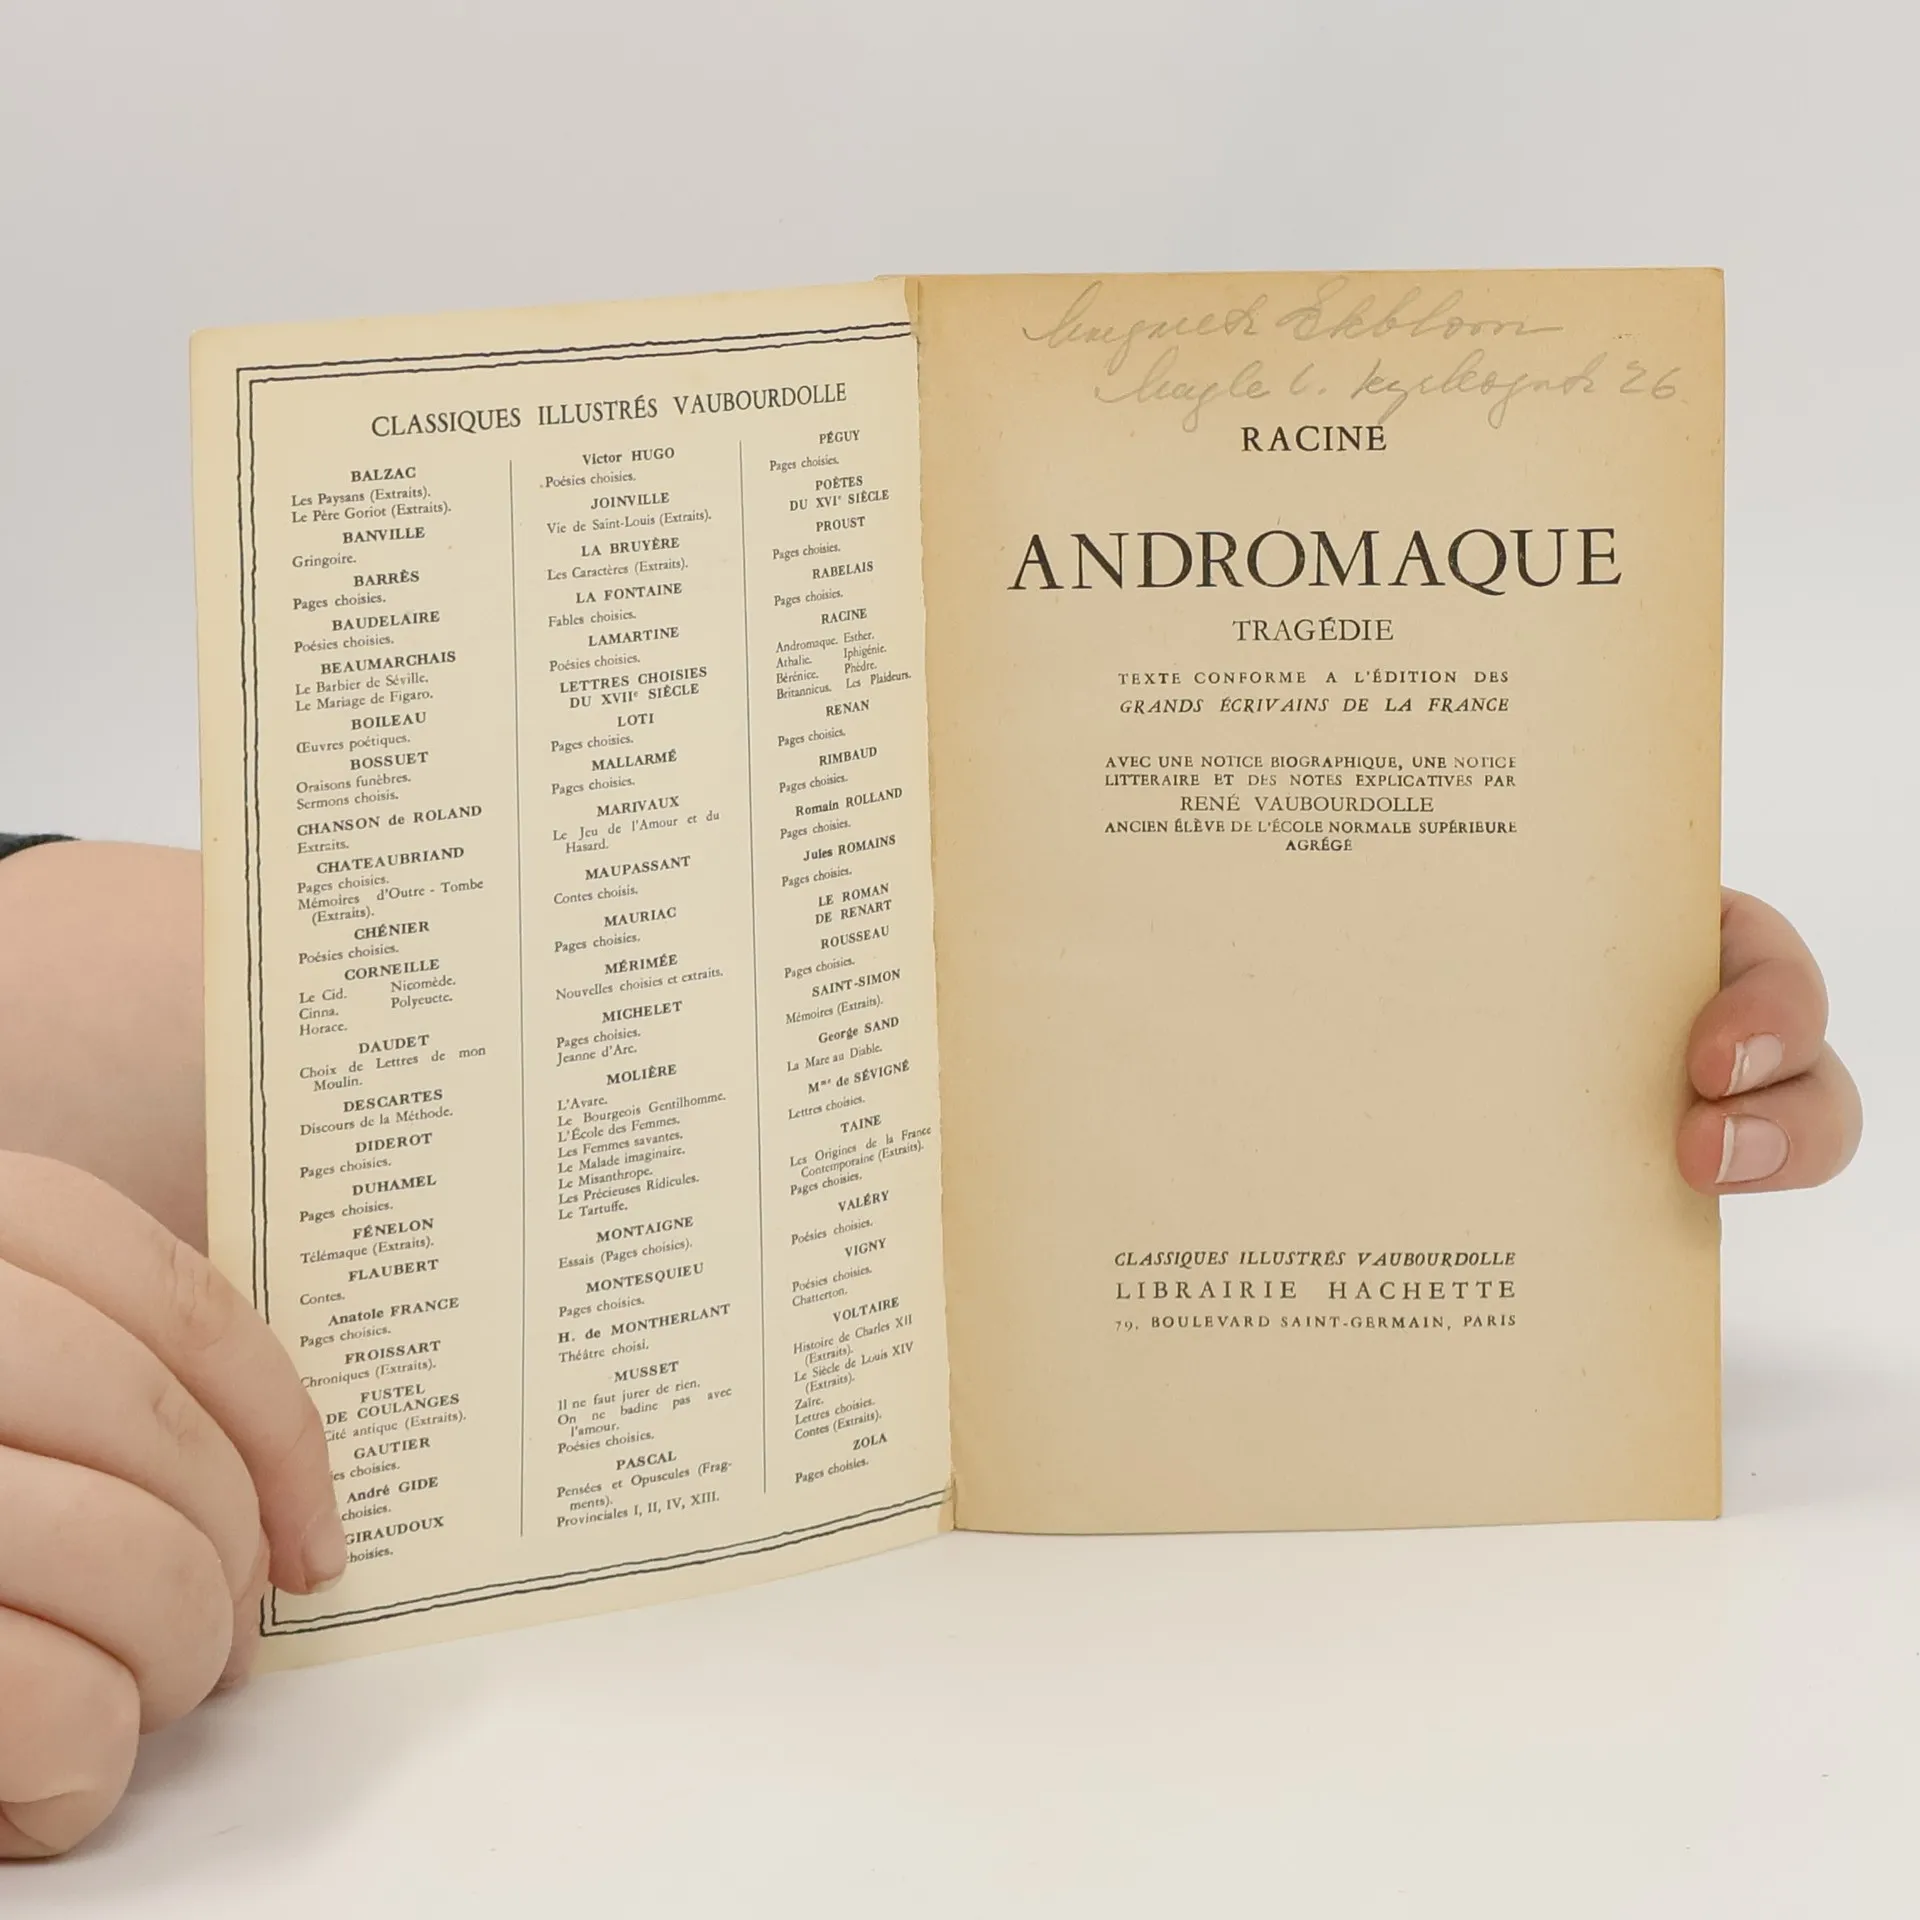 CLASSIQUES ILLUSTRÉS VAUBOURDOLLE
BALZAC
Les Paysans (Extraits).
Le Père Goriot (Extraits).
BANVILLE
Gringoire.
BARRÈS
Pages choisies.
BAUDELAIRE
Poésies choisies.
BEAUMARCHAIS
Le Barbier de Séville.
Le Mariage de Figaro.
BOILEAU
Œuvres poétiques.
BOSSUET
Oraisons funèbres.
Sermons choisis.
CHANSON de ROLAND
Extraits.
CHATEAUBRIAND
Pages choisies.
Mémoires d'Outre - Tombe
(Extraits).
CHÉNIER
Poésies choisies.
CORNEILLE
Le Cid. Nicomède.
Cinna. Polyeucte.
Horace.
DAUDET
Choix de Lettres de mon
Moulin.
DESCARTES
Discours de la Méthode.
DIDEROT
Pages choisies.
DUHAMEL
Pages choisies.
FÉNELON
Télémaque (Extraits).
FLAUBERT
Contes.
Anatole FRANCE
Pages choisies.
FROISSART
Chroniques (Extraits).
FUSTEL
DE COULANGES
Cité antique (Extraits).
GAUTIER
choisies.
André GIDE
choisies.
GIRAUDOUX
choisies.
Victor HUGO
Poésies choisies.
JOINVILLE
Vie de Saint-Louis (Extraits).
LA BRUYÈRE
Les Caractères (Extraits).
LA FONTAINE
Fables choisies.
LAMARTINE
Poésies choisies.
LETTRES CHOISIES
DU XVIIe SIÈCLE
LOTI
Pages choisies.
MALLARMÉ
Pages choisies.
MARIVAUX
Le Jeu de l'Amour et du
Hasard.
MAUPASSANT
Contes choisis.
MAURIAC
Pages choisies.
MÉRIMÉE
Nouvelles choisies et extraits.
MICHELET
Pages choisies.
Jeanne d'Arc.
MOLIÈRE
L'Avare.
Le Bourgeois Gentilhomme.
L'École des Femmes.
Les Femmes savantes.
Le Malade imaginaire.
Le Misanthrope.
Les Précieuses Ridicules.
Le Tartuffe.
MONTAIGNE
Essais (Pages choisies).
MONTESQUIEU
Pages choisies.
H. de MONTHERLANT
Théâtre choisi.
MUSSET
Il ne faut jurer de rien.
On ne badine pas avec
l'amour.
Poésies choisies.
PASCAL
Pensées et Opuscules (Frag-
ments).
Provinciales I, II, IV, XIII.
PÉGUY
Pages choisies.
POÈTES
DU XVIe SIÈCLE
PROUST
Pages choisies.
RABELAIS
Pages choisies.
RACINE
Andromaque. Esther.
Athalie. Iphigénie.
Bérénice. Phèdre.
Britannicus. Les Plaideurs.
RENAN
Pages choisies.
RIMBAUD
Pages choisies.
Romain ROLLAND
Pages choisies.
Jules ROMAINS
Pages choisies.
LE ROMAN
DE RENART
ROUSSEAU
Pages choisies.
SAINT-SIMON
Mémoires (Extraits).
George SAND
La Mare au Diable.
Mme de SÉVIGNÉ
Lettres choisies.
TAINE
Les Origines de la France
Contemporaine (Extraits).
Pages choisies.
VALÉRY
Poésies choisies.
VIGNY
Poésies choisies.
Chatterton.
VOLTAIRE
Histoire de Charles XII
(Extraits).
Le Siècle de Louis XIV
(Extraits).
Zaïre.
Lettres choisies.
Contes (Extraits).
ZOLA
Pages choisies.
Ekblom
26
RACINE
ANDROMAQUE
TRAGÉDIE
TEXTE CONFORME A L'ÉDITION DES
GRANDS ÉCRIVAINS DE LA FRANCE
AVEC UNE NOTICE BIOGRAPHIQUE, UNE NOTICE
LITTERAIRE ET DES NOTES EXPLICATIVES PAR
RENÉ VAUBOURDOLLE
ANCIEN ÉLÈVE DE L'ÉCOLE NORMALE SUPÉRIEURE
AGRÉGÉ
CLASSIQUES ILLUSTRÉS VAUBOURDOLLE
LIBRAIRIE HACHETTE
79, BOULEVARD SAINT-GERMAIN, PARIS